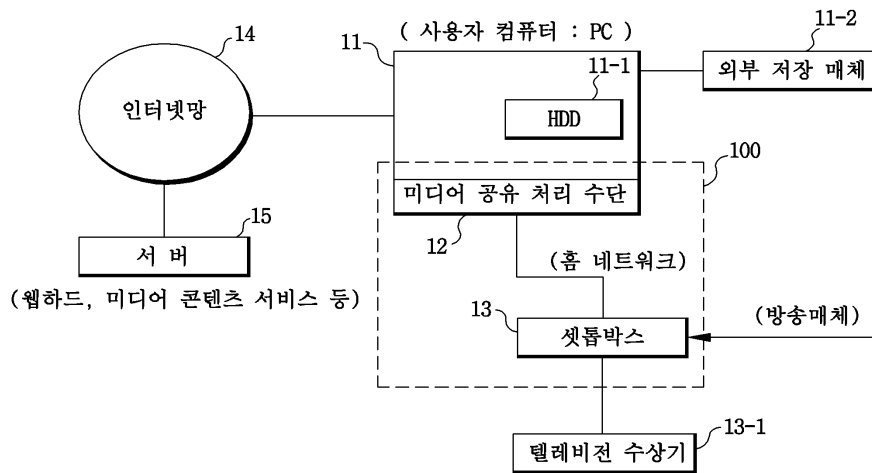 ( 사용자 컴퓨터 : PC )
14
11
11-1
11-2
외부 저장 매체
인터넷망
HDD
100
미디어 공유 처리 수단
12
15
서 버
(웹하드, 미디어 콘텐츠 서비스 등)
(홈 네트워크)
13
셋톱박스
(방송매체)
텔레비전 수상기
13-1